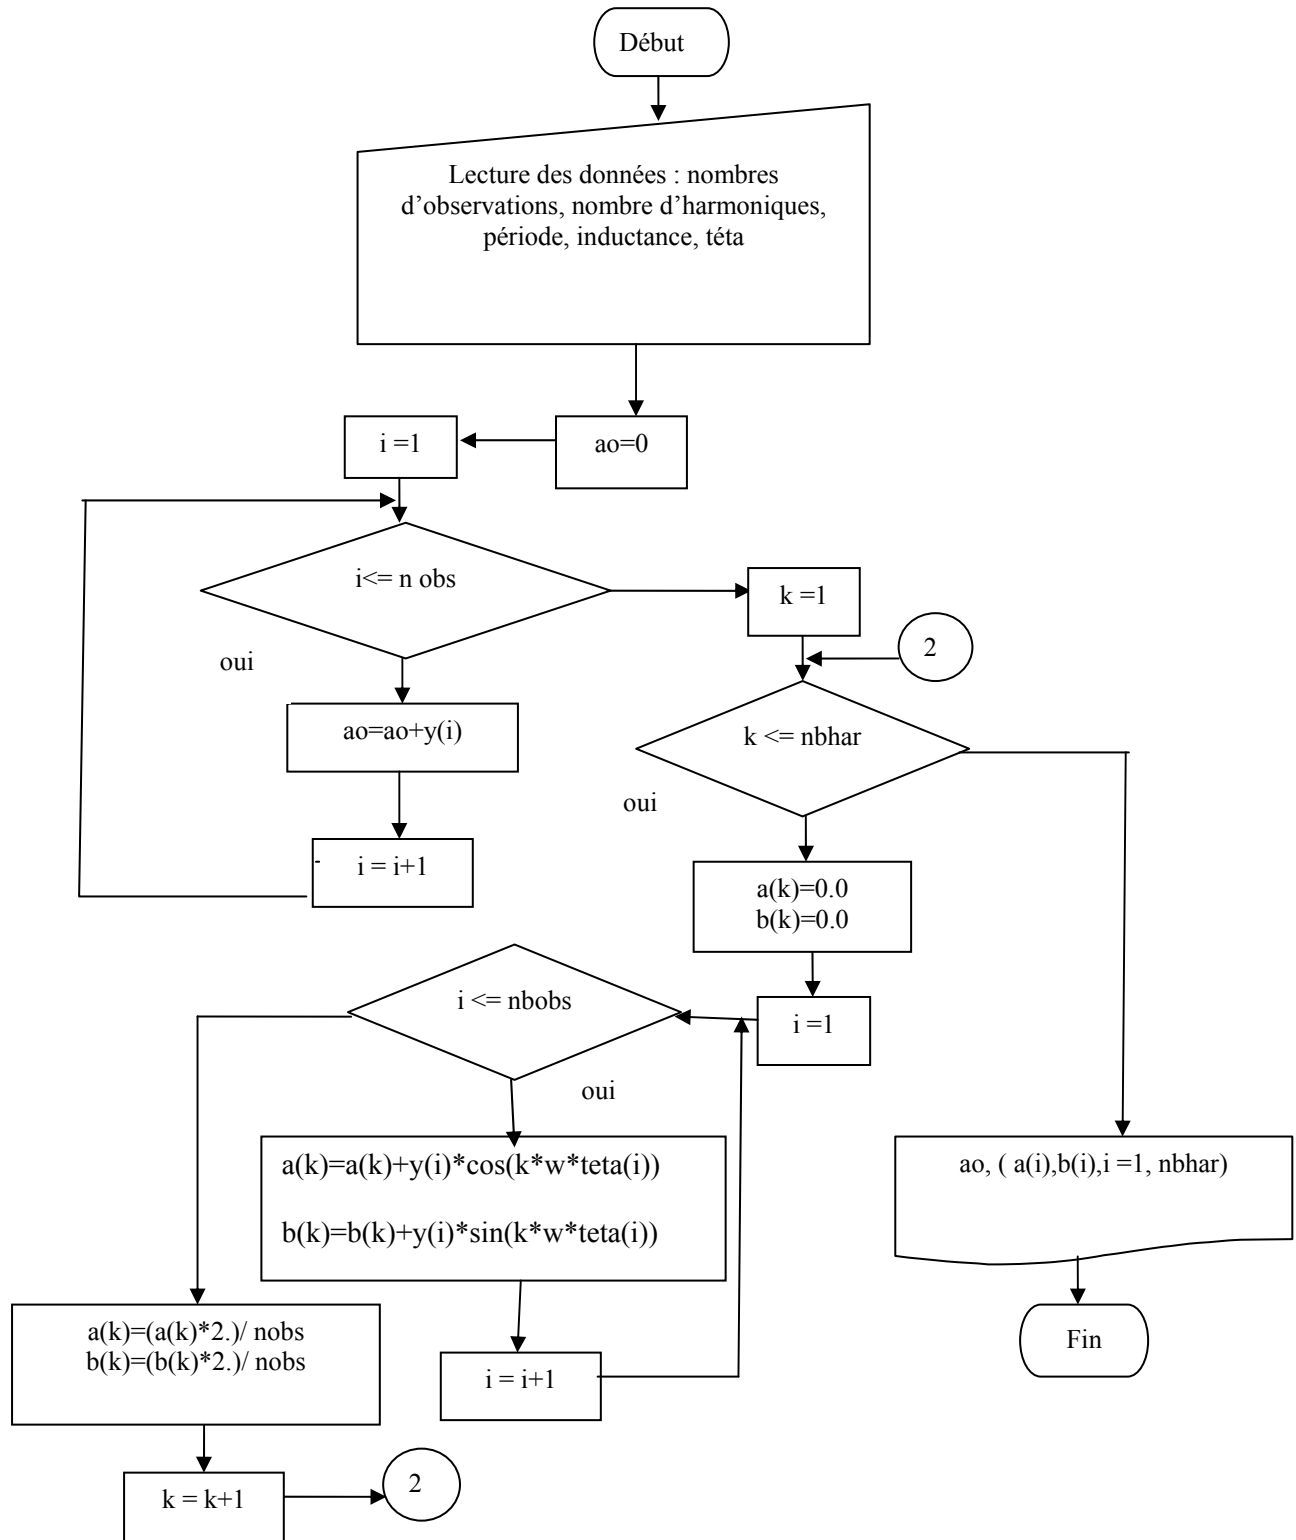 Début
Lecture des données : nombres
d’observations, nombre d’harmoniques,
période, inductance, téta
ao=0
i =1
i<= n obs
oui
ao=ao+y(i)
i = i+1
k =1
2
k <= nbhar
oui
a(k)=0.0
b(k)=0.0
i =1
i <= nbobs
oui
a(k)=a(k)+y(i)*cos(k*w*teta(i))
b(k)=b(k)+y(i)*sin(k*w*teta(i))
i = i+1
a(k)=(a(k)*2.)/ nobs
b(k)=(b(k)*2.)/ nobs
k = k+1
2
ao, ( a(i),b(i),i =1, nbhar)
Fin